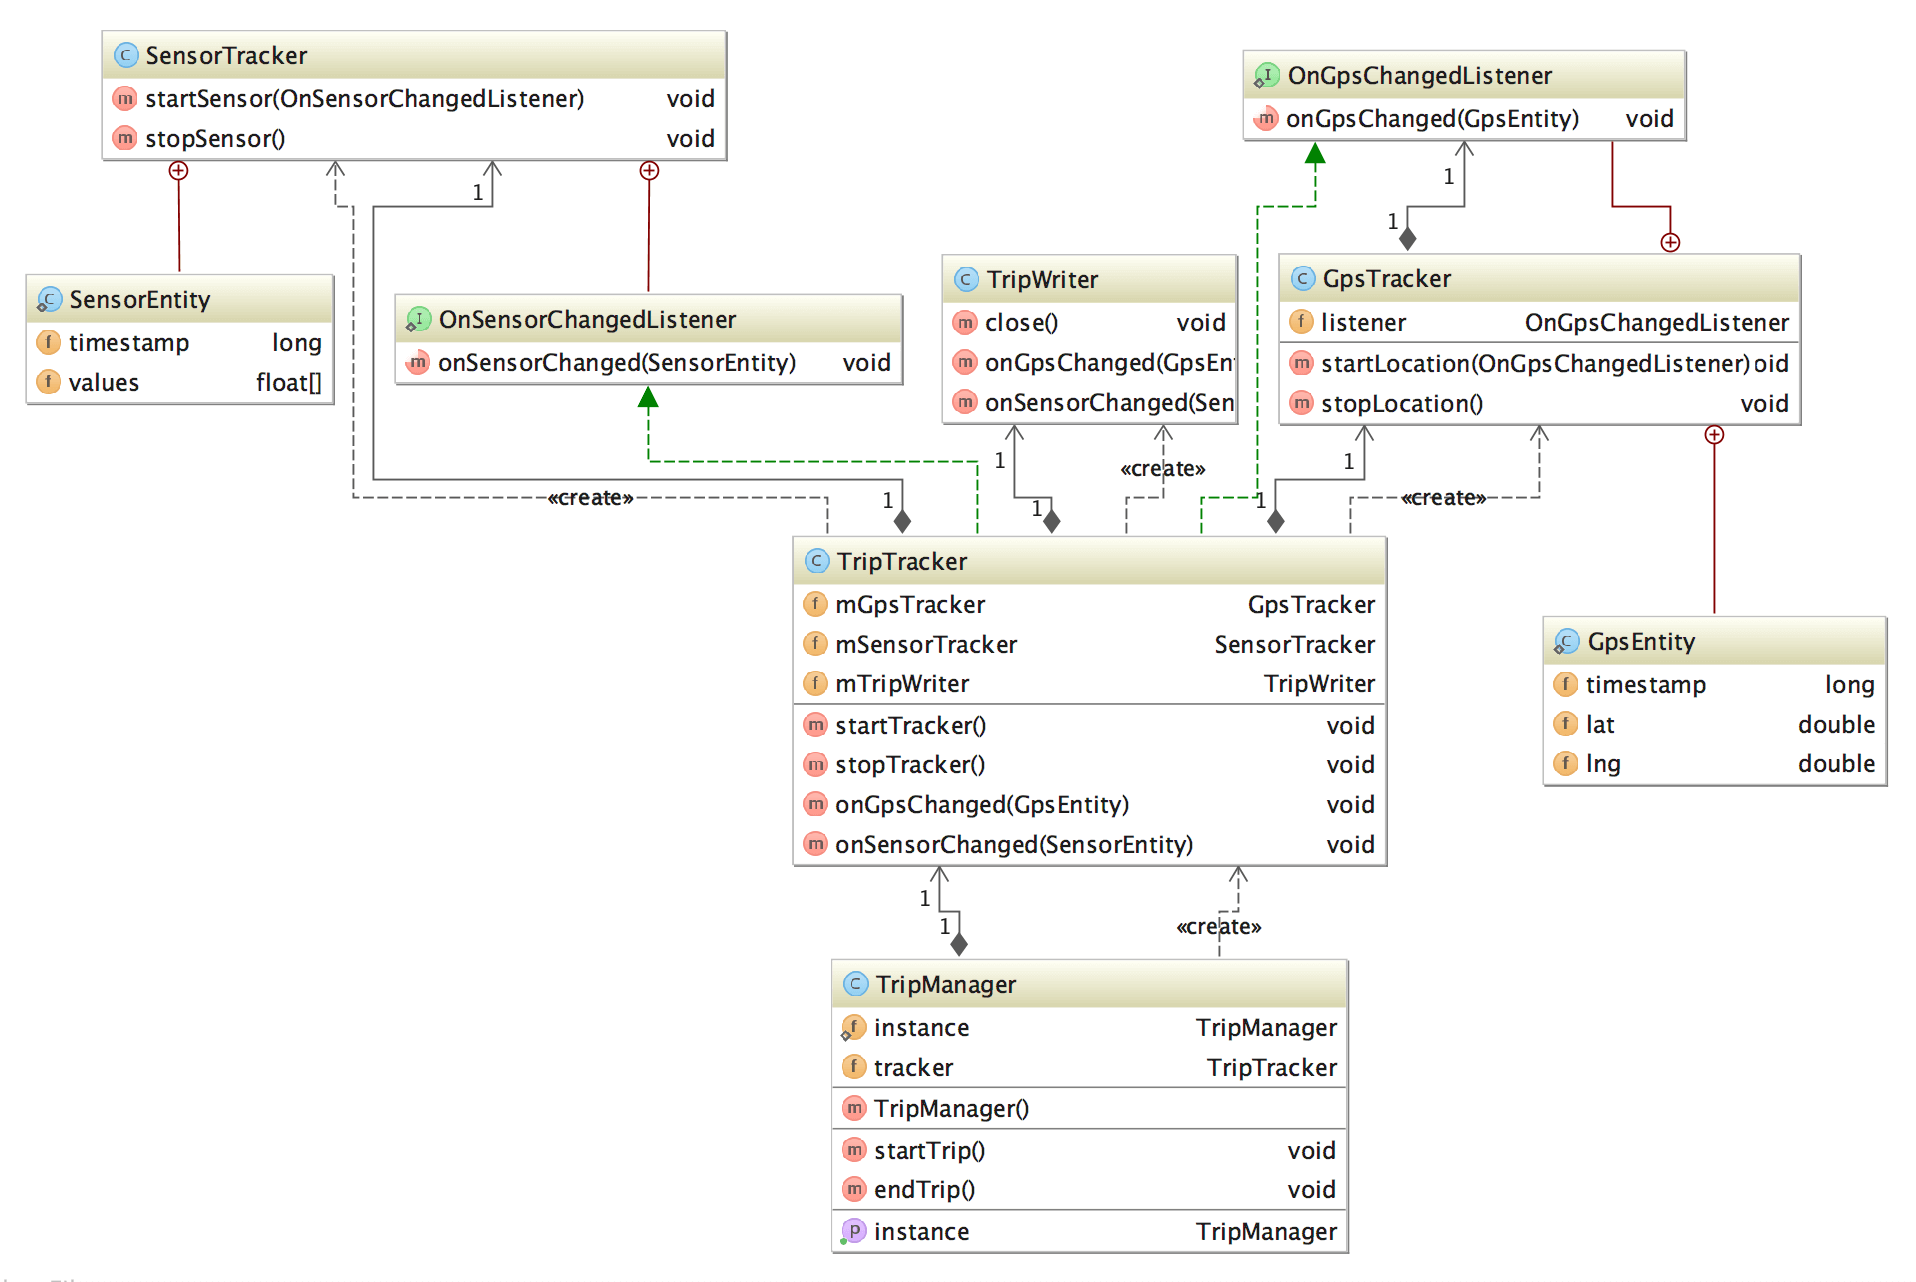 SensorTracker
startSensor(OnSensorChangedListener) void
stopSensor() void
OnGpsChangedListener
onGpsChanged(GpsEntity) void
1
1
1
SensorEntity
timestamp long
values float[]
OnSensorChangedListener
onSensorChanged(SensorEntity) void
TripWriter
close() void
onGpsChanged(GpsEnt
onSensorChanged(Sen
GpsTracker
listener OnGpsChangedListener
startLocation(OnGpsChangedListener) oid
stopLocation() void
1
«create»
1
«create»
1
1
1
«create»
TripTracker
mGpsTracker GpsTracker
mSensorTracker SensorTracker
mTripWriter TripWriter
startTracker() void
stopTracker() void
onGpsChanged(GpsEntity) void
onSensorChanged(SensorEntity) void
GpsEntity
timestamp long
lat double
lng double
1
1
«create»
TripManager
instance TripManager
tracker TripTracker
TripManager()
startTrip() void
endTrip() void
instance TripManager